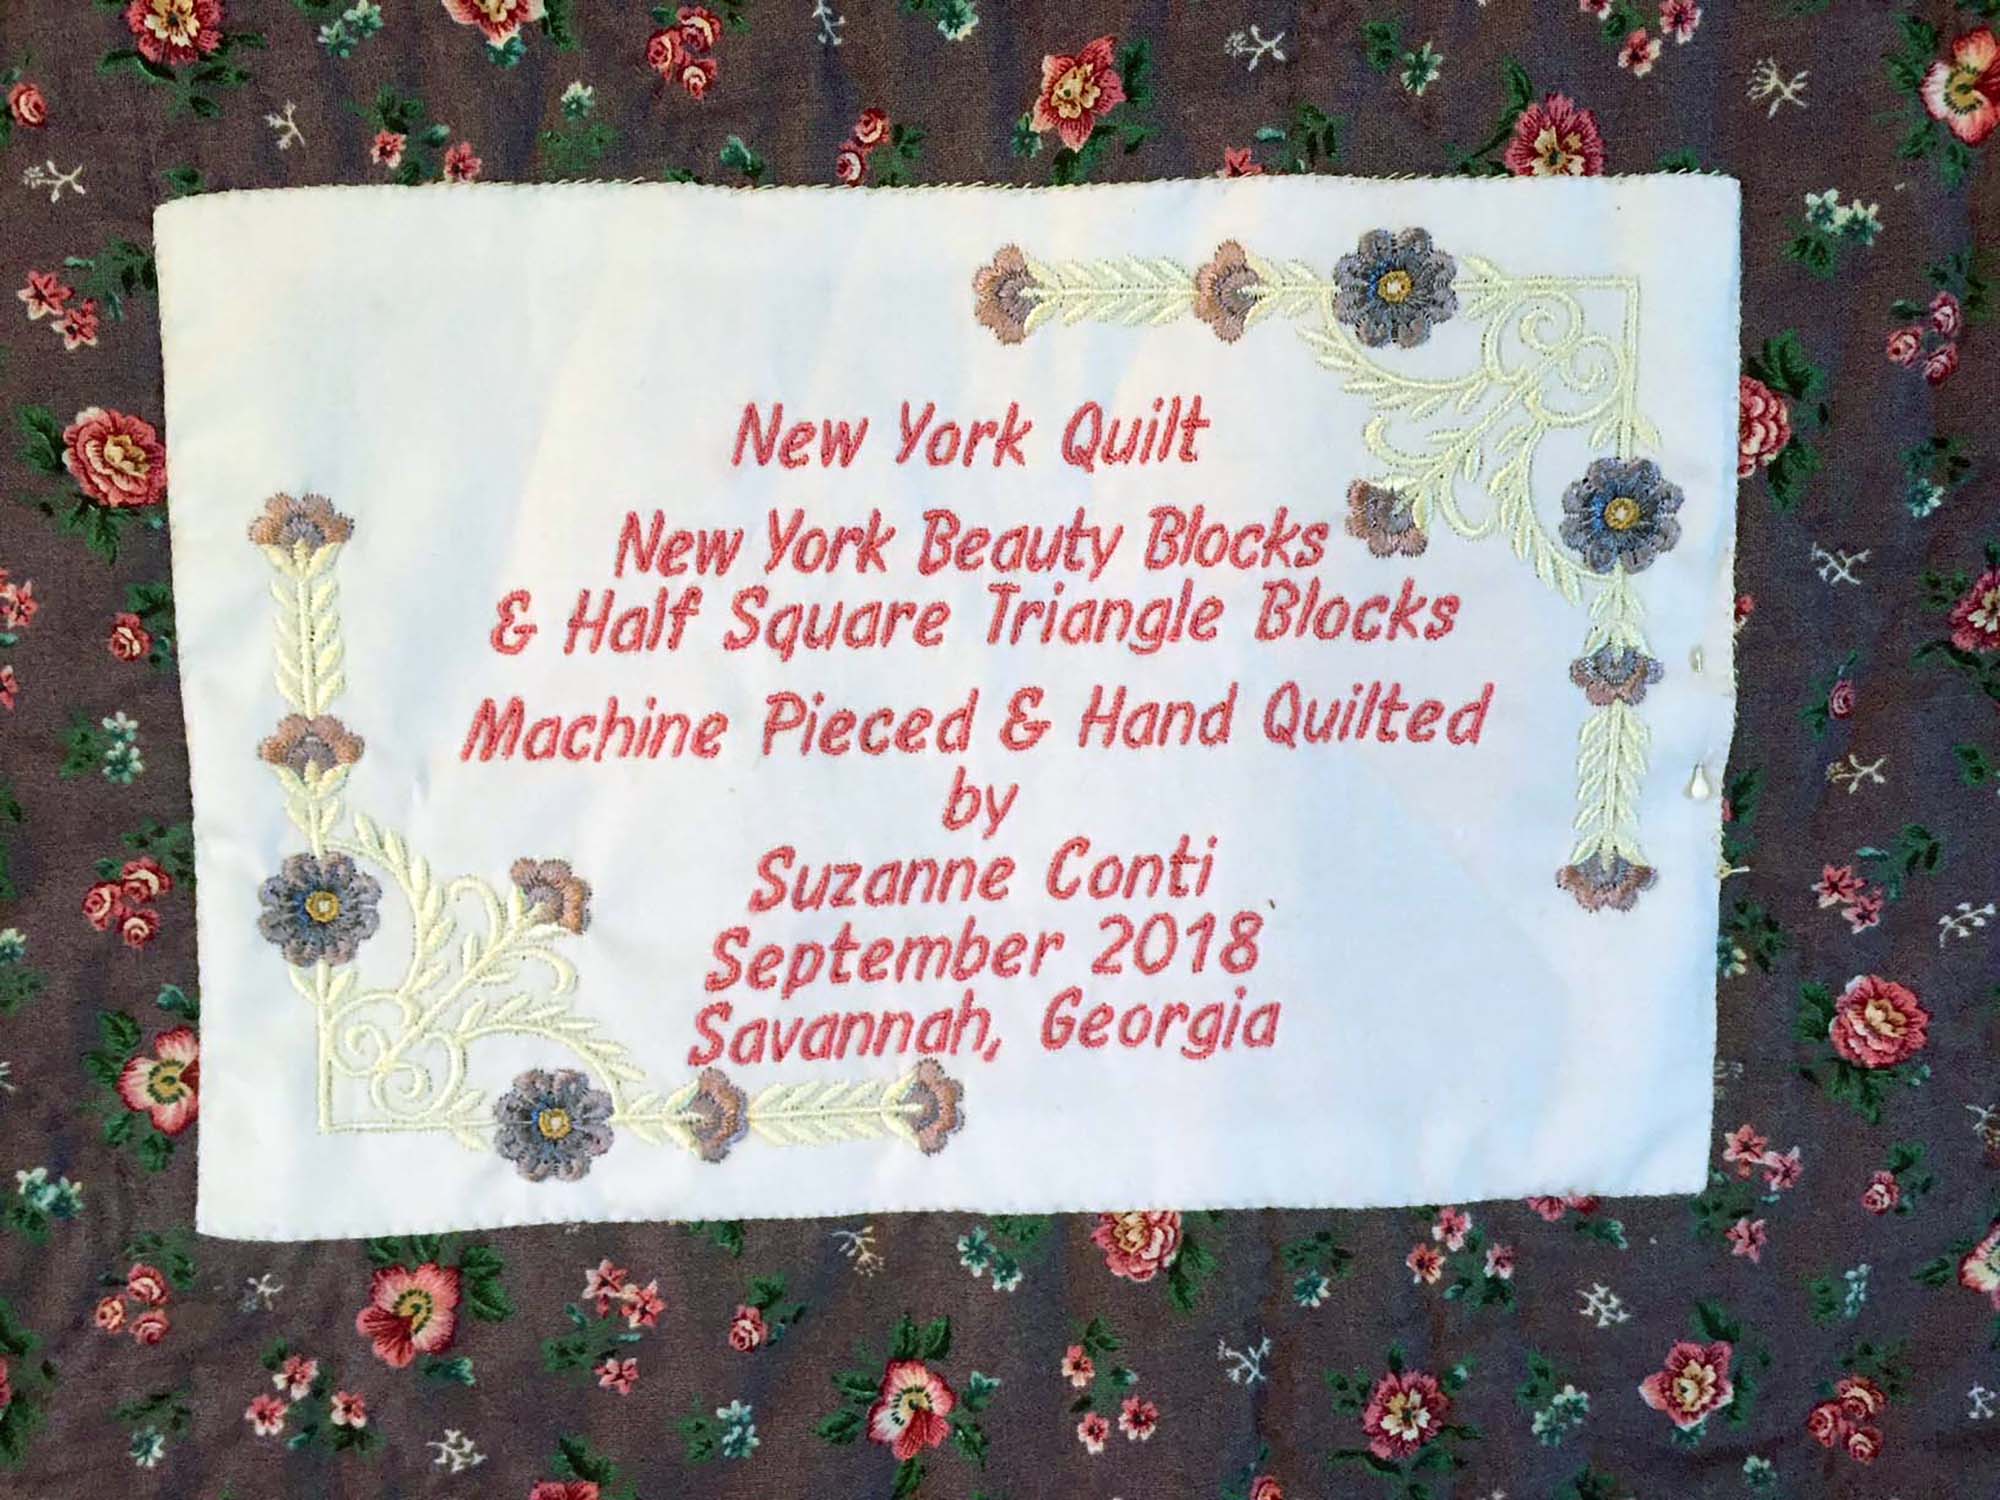 New York Quilt
New York Beauty Blocks
& Half Square Triangle Blocks
Machine Pieced & Hand Quilted
by
Suzanne Conti
September 2018
Savannah, Georgia